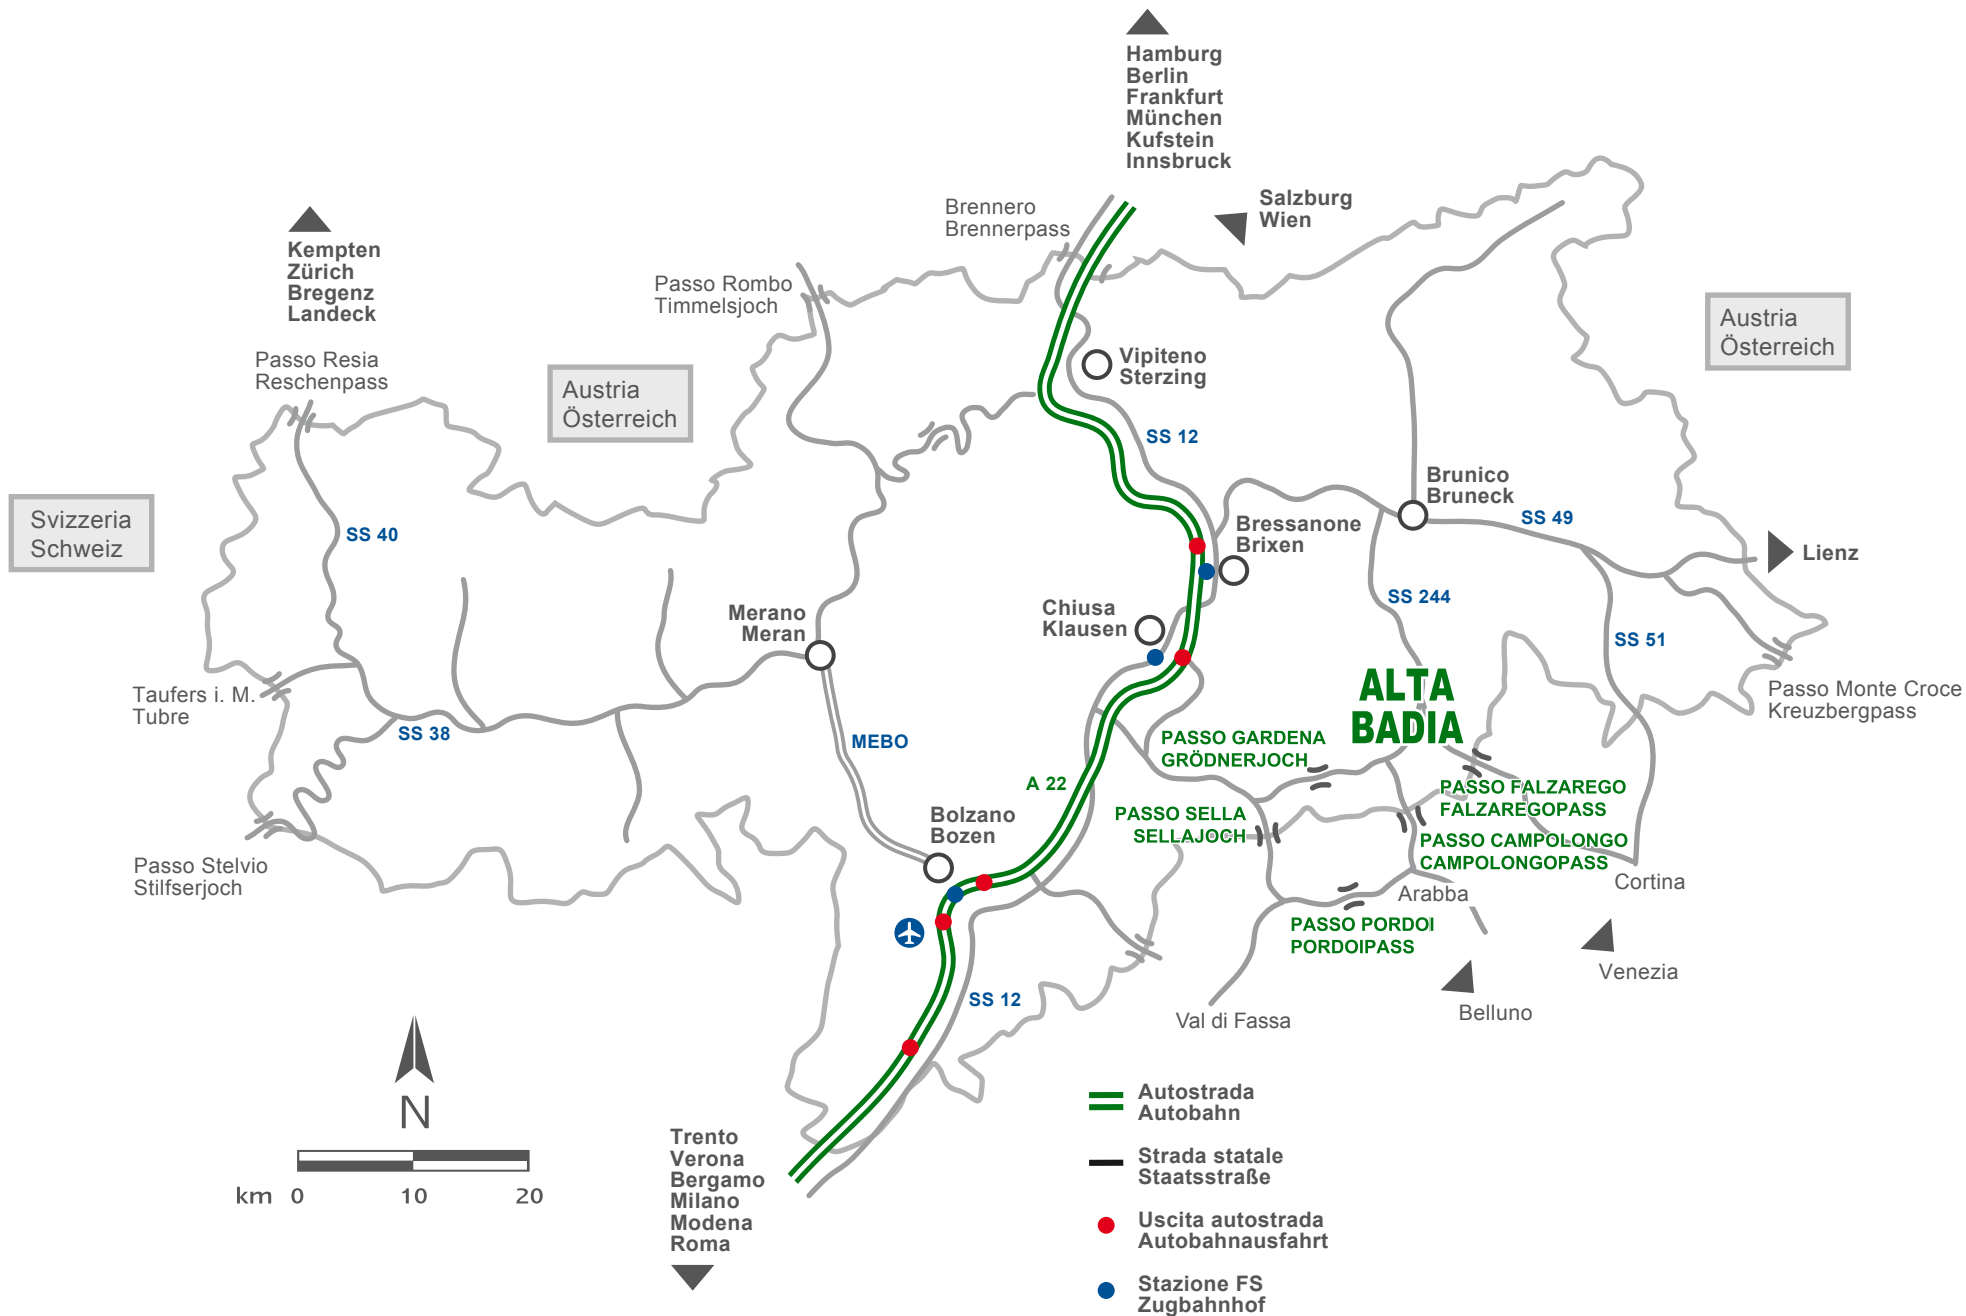 Hamburg
Berlin
Frankfurt
München
Kufstein
Innsbruck
Salzburg
Wien
Brennero
Brennerpass
Kempten
Zürich
Bregenz
Landeck
Passo Rombo
Timmelsjoch
Passo Resia
Reschenpass
Austria
Österreich
Austria
Österreich
Vipiteno
Sterzing
SS 12
Svizzera
Schweiz
SS 40
Brunico
Bruneck
SS 49
Bressanone
Brixen
Lienz
SS 244
Chiusa
Klausen
Merano
Meran
SS 51
Taufers i. M.
Tubre
SS 38
MEBO
ALTA
BADIA
Passo Monte Croce
Kreuzbergpass
PASSO GARDENA
GRÖDNERJOCH
A 22
PASSO FALZAREGO
FALZAREGOPASS
PASSO SELLA
SELLAJOCH
PASSO CAMPOLONGO
CAMPOLONGOPASS
Bolzano
Bozen
Passo Stelvio
Stilfserjoch
Cortina
Arabba
PASSO PORDOI
PORDOIPASS
Venezia
SS 12
Belluno
Val di Fassa
N
km 0 10 20
Trento
Verona
Bergamo
Milano
Modena
Roma
Autostrada
Autobahn
Strada statale
Staatsstraße
Uscita autostrada
Autobahnausfahrt
Stazione FS
Zugbahnhof